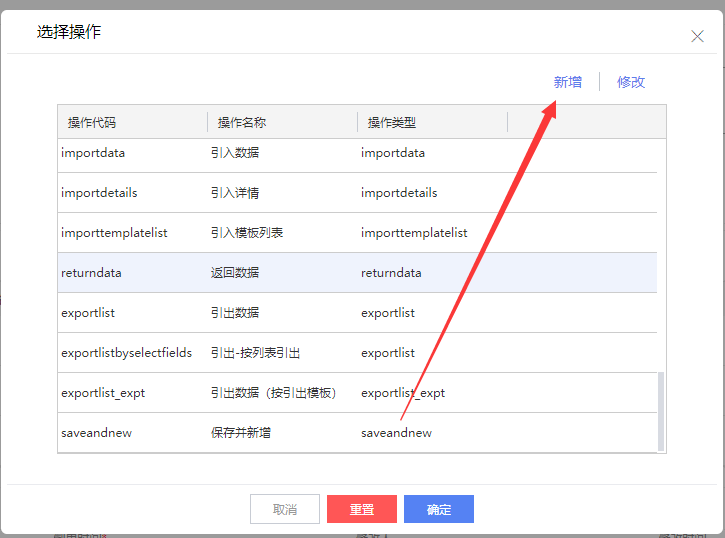 选择操作
新增 修改
操作代码 操作名称 操作类型
importdata 引入数据 importdata
importdetails 引入详情 importdetails
importtemplatelist 引入模板列表 importtemplatelist
returndata 返回数据 returndata
exportlist 引出数据 exportlist
exportlistbyselectfields 引出-按列表引出 exportlist
exportlist_expt 引出数据（按引出模板） exportlist_expt
saveandnew 保存并新增 saveandnew
取消 重置 确定